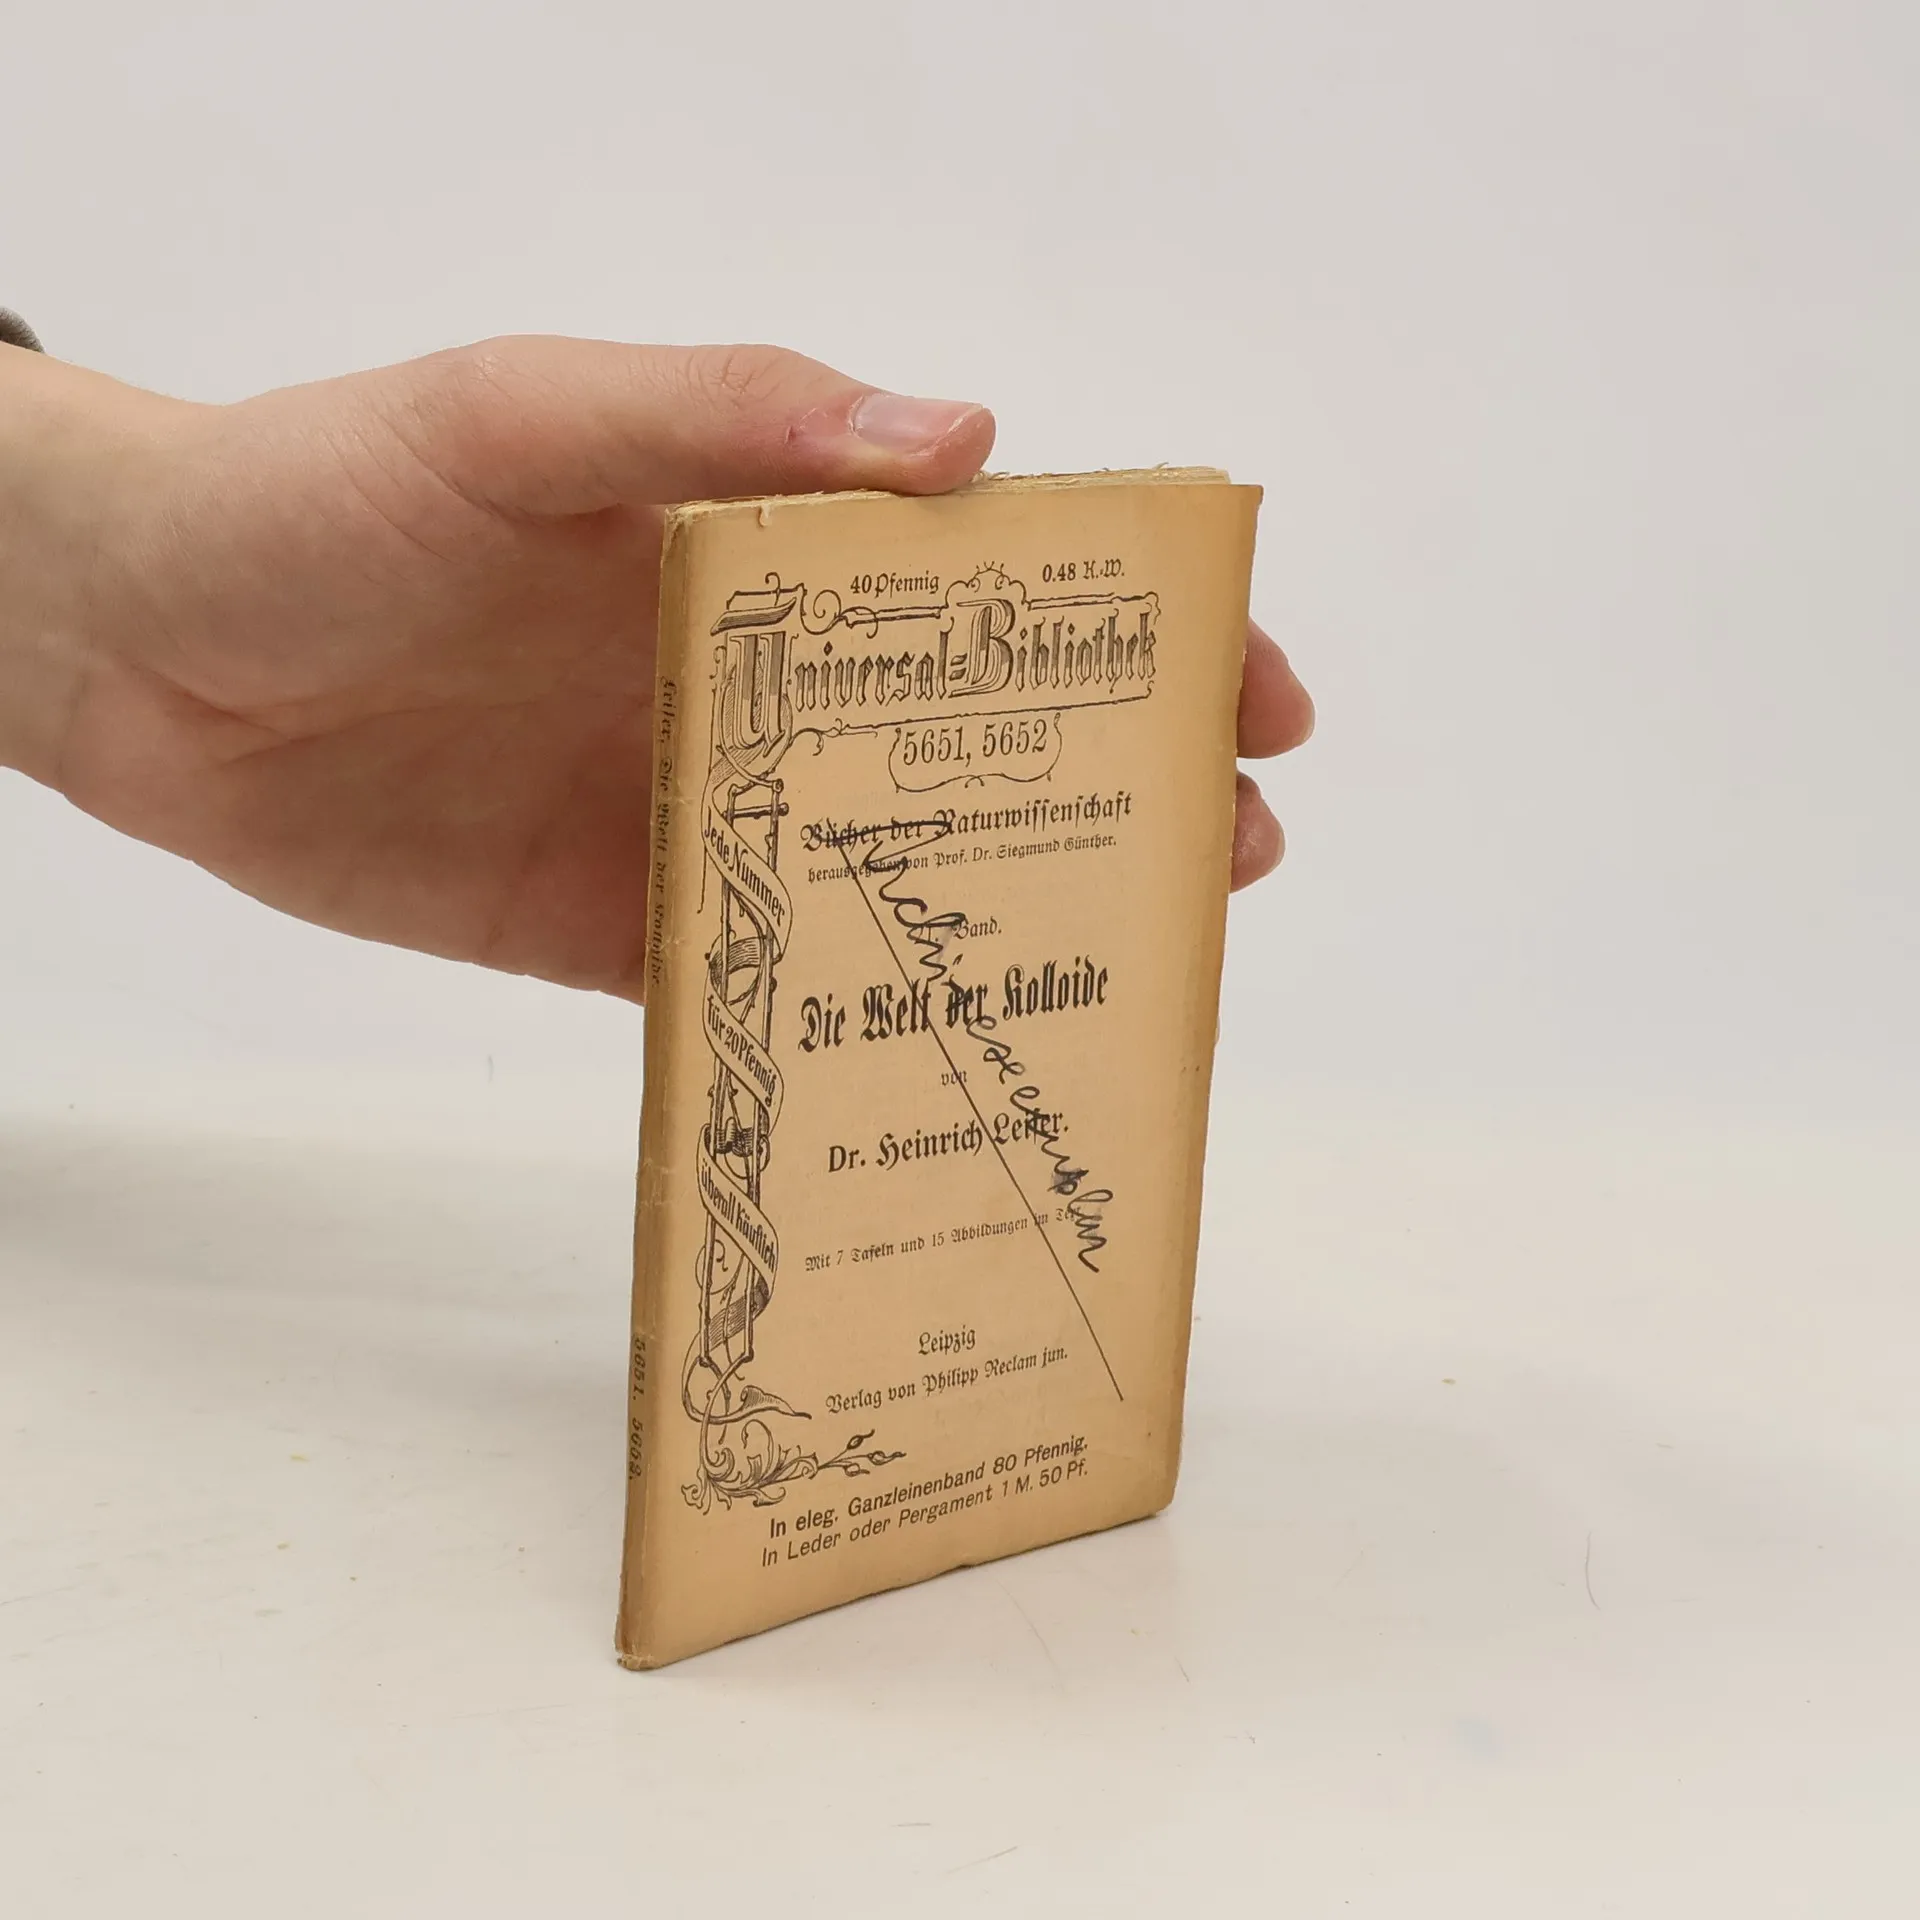 40 Pfennig 0.48 K.-W.
Universal=Bibliothek
5651, 5652
Jede Nummer
für 20 Pfennig
überall käuflich
Bücher der Naturwissenschaft
herausgegeben von Prof. Dr. Siegmund Günther.
Band.
Die Welt der Kolloide
von
Dr. Heinrich Leiser.
Mit 7 Tafeln und 15 Abbildungen im
Leipzig
Verlag von Philipp Reclam jun.
In eleg. Ganzleinenband 80 Pfennig.
In Leder oder Pergament 1 M. 50 Pf.
Leiser, Die Welt der Kolloide
5651. 5652.